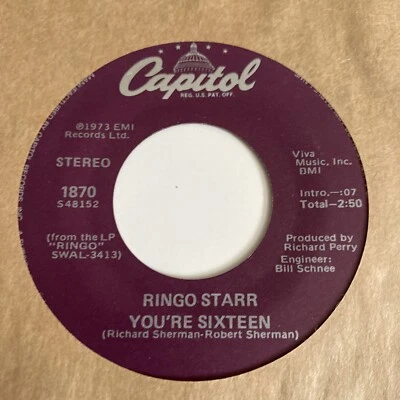 Capitol
REG. U.S. PAT. OFF.
©1973 EMI
Records Ltd.
STEREO
1870
S48152
(from the LP
"RINGO"
SWAL-3413)
Viva
Music, Inc.
BMI
Intro.—:07
Total–2:50
Produced by
Richard Perry
Engineer:
Bill Schnee
RINGO STARR
YOU'RE SIXTEEN
(Richard Sherman-Robert Sherman)